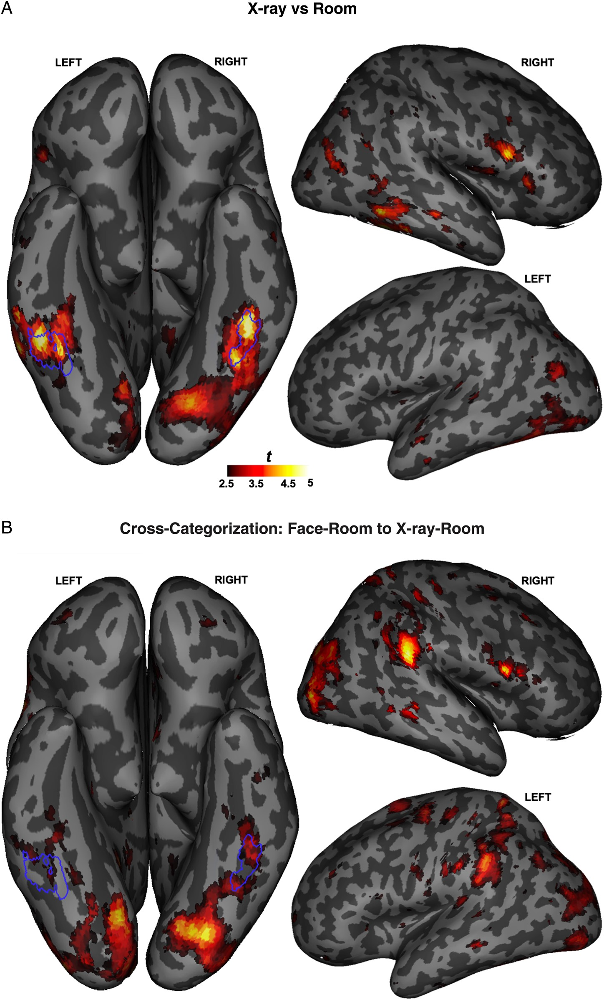 A
X-ray vs Room
LEFT
RIGHT
RIGHT
LEFT
t
2.5 3.5 4.5 5
B
Cross-Categorization: Face-Room to X-ray-Room
LEFT
RIGHT
RIGHT
LEFT